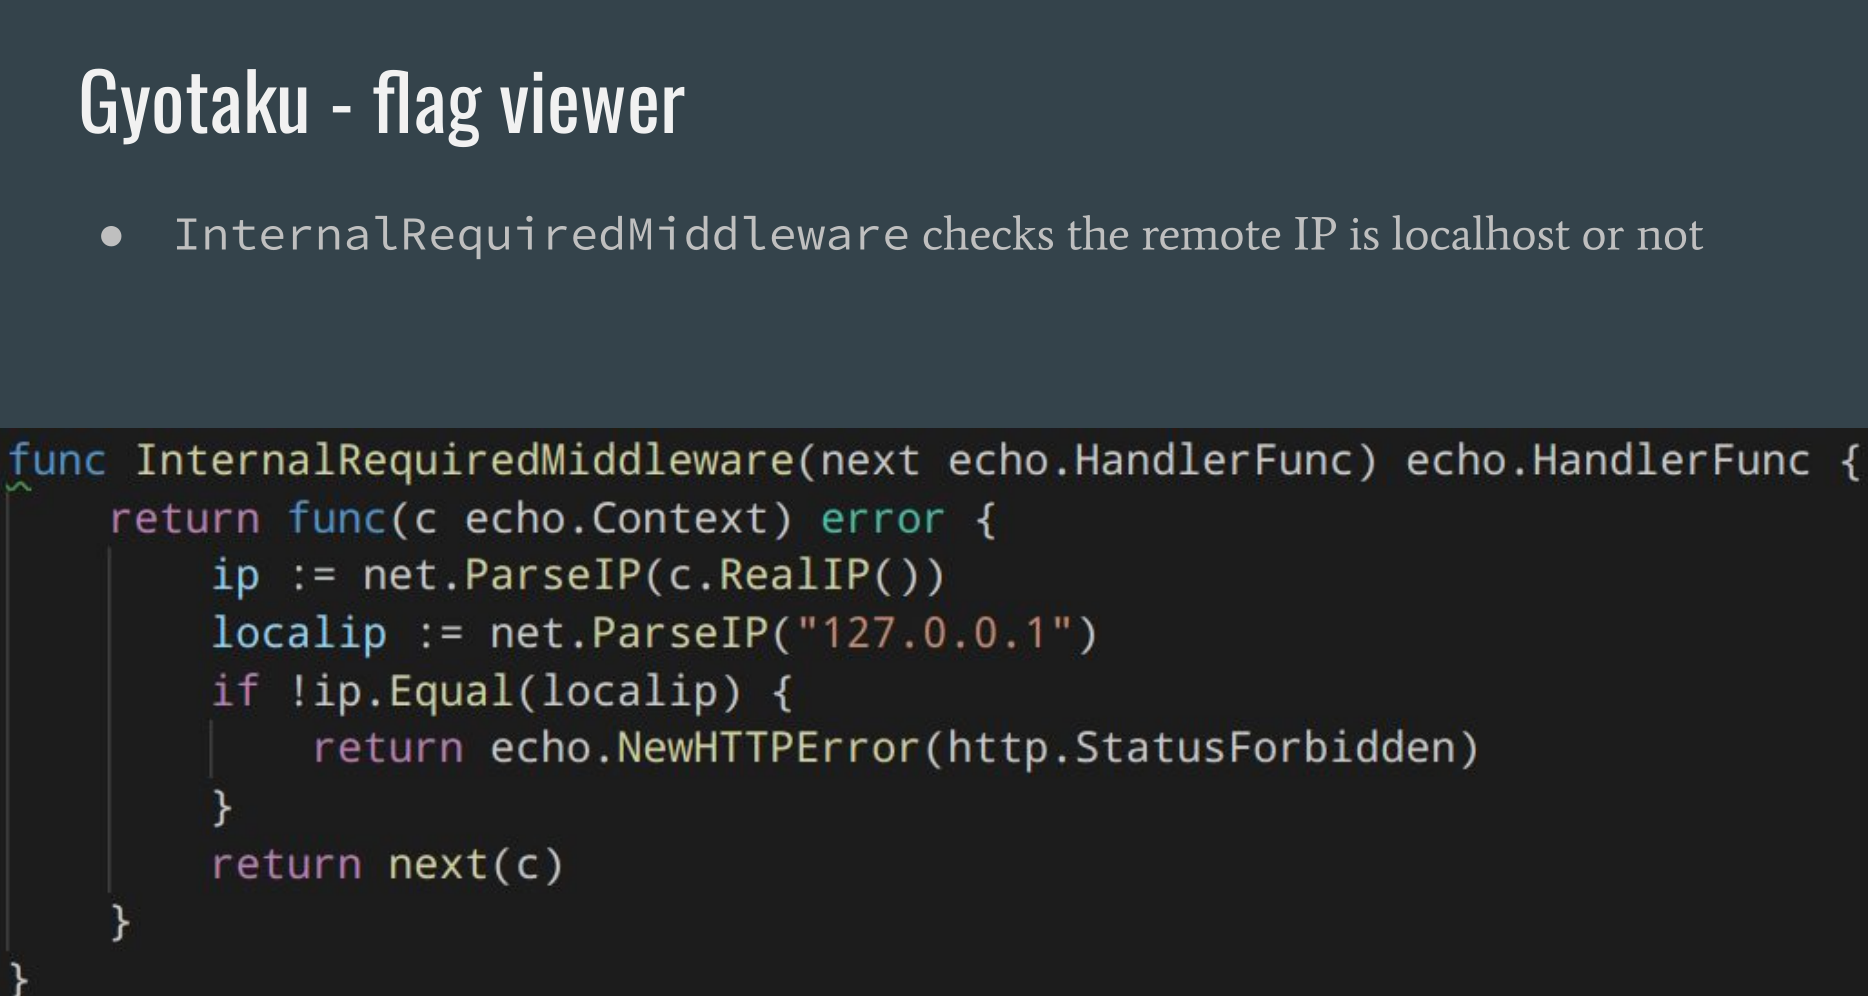 Gyotaku - flag viewer
● InternalRequiredMiddleware checks the remote IP is localhost or not
func InternalRequiredMiddleware(next echo.HandlerFunc) echo.HandlerFunc {
    return func(c echo.Context) error {
        ip := net.ParseIP(c.RealIP())
        localip := net.ParseIP("127.0.0.1")
        if !ip.Equal(localip) {
            return echo.NewHTTPError(http.StatusForbidden)
        }
        return next(c)
    }
}